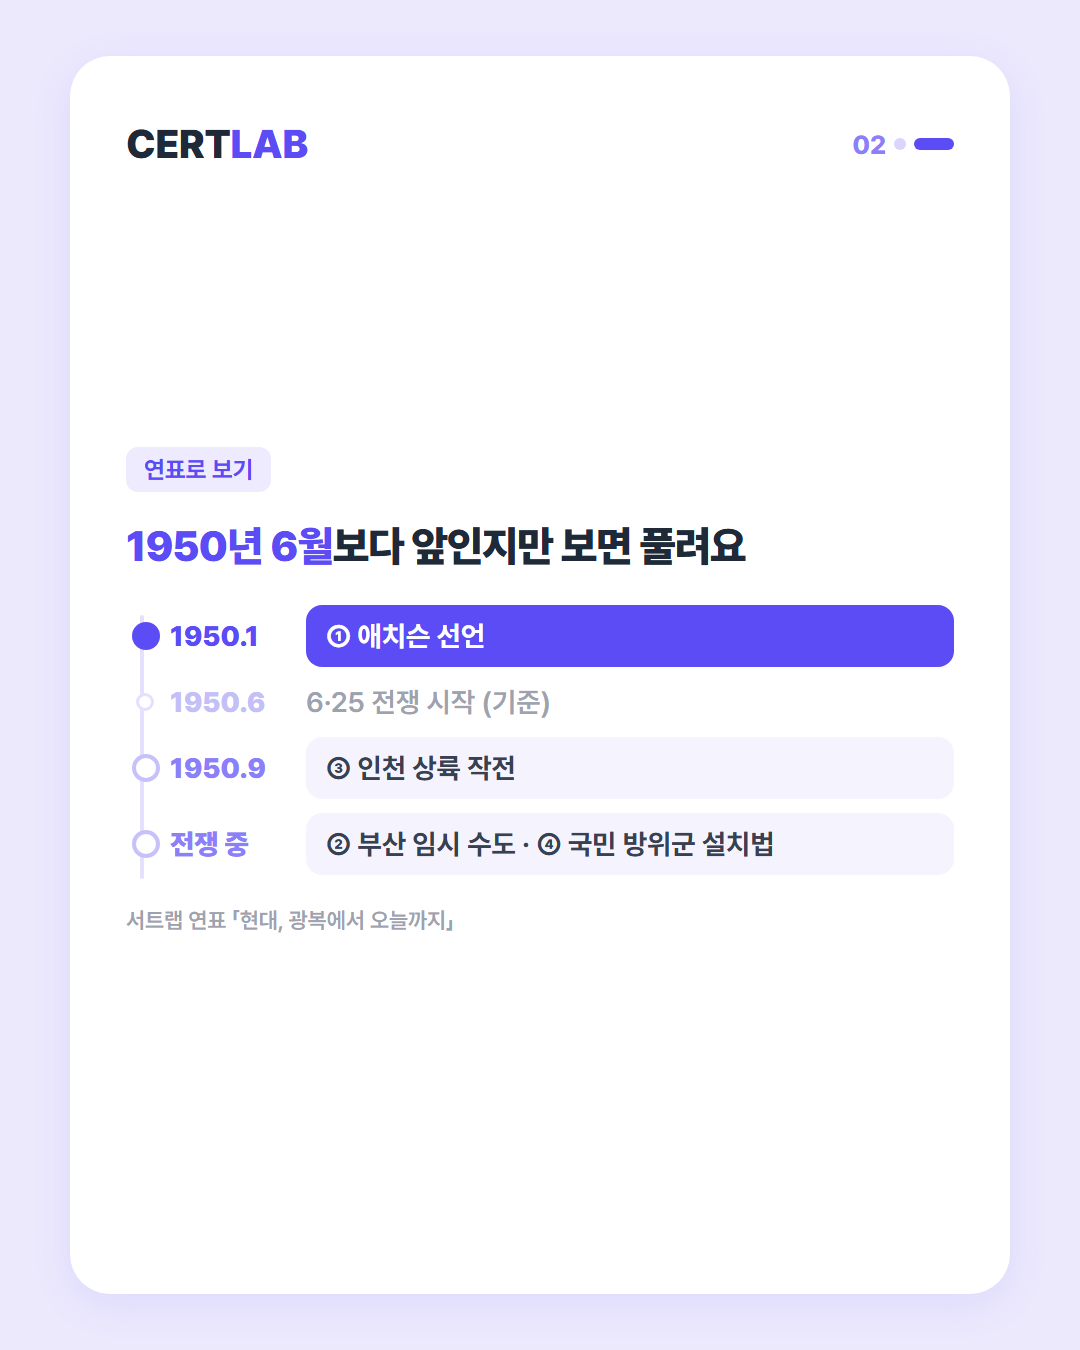 CERTLAB
02
연표로 보기
1950년 6월보다 앞인지만 보면 풀려요
1950.1 ① 애치슨 선언
1950.6 6·25 전쟁 시작 (기준)
1950.9 ③ 인천 상륙 작전
전쟁 중 ② 부산 임시 수도 · ④ 국민 방위군 설치법
서트랩 연표 「현대, 광복에서 오늘까지」